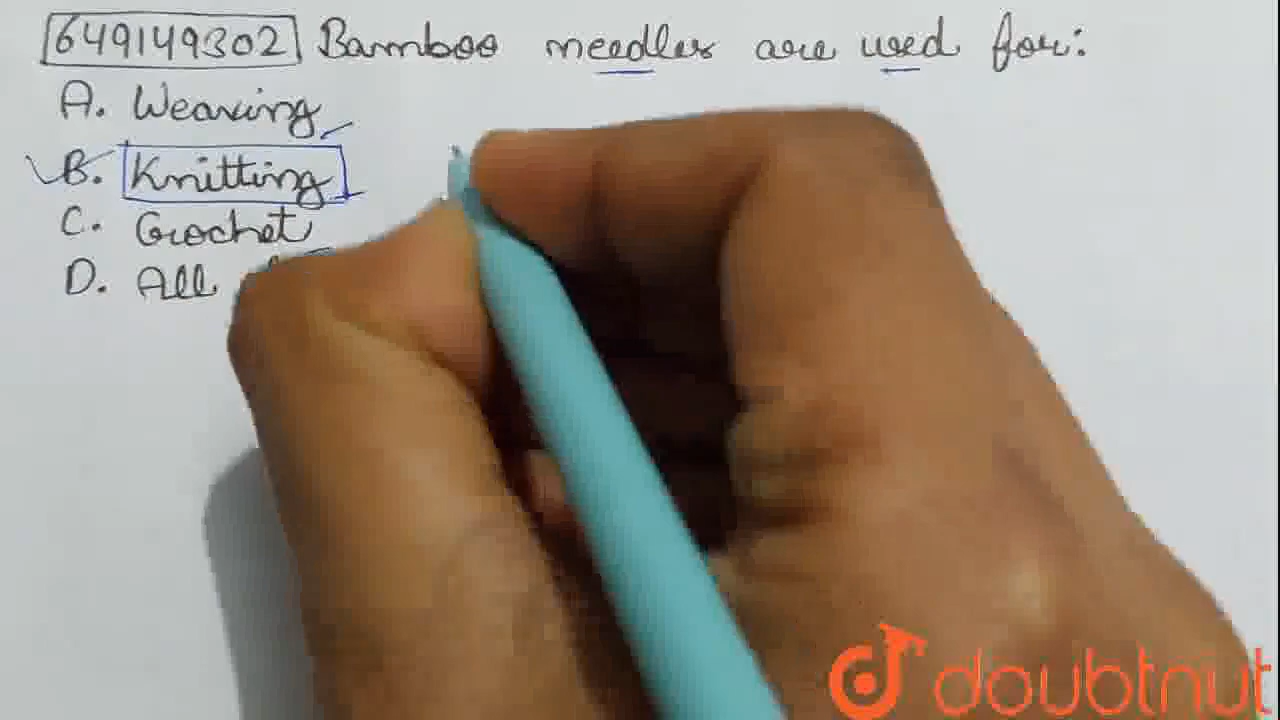 649149302 Bamboo needles are used for:
A. Weaving
B. Knitting
C. Crochet
D. All
doubtnut